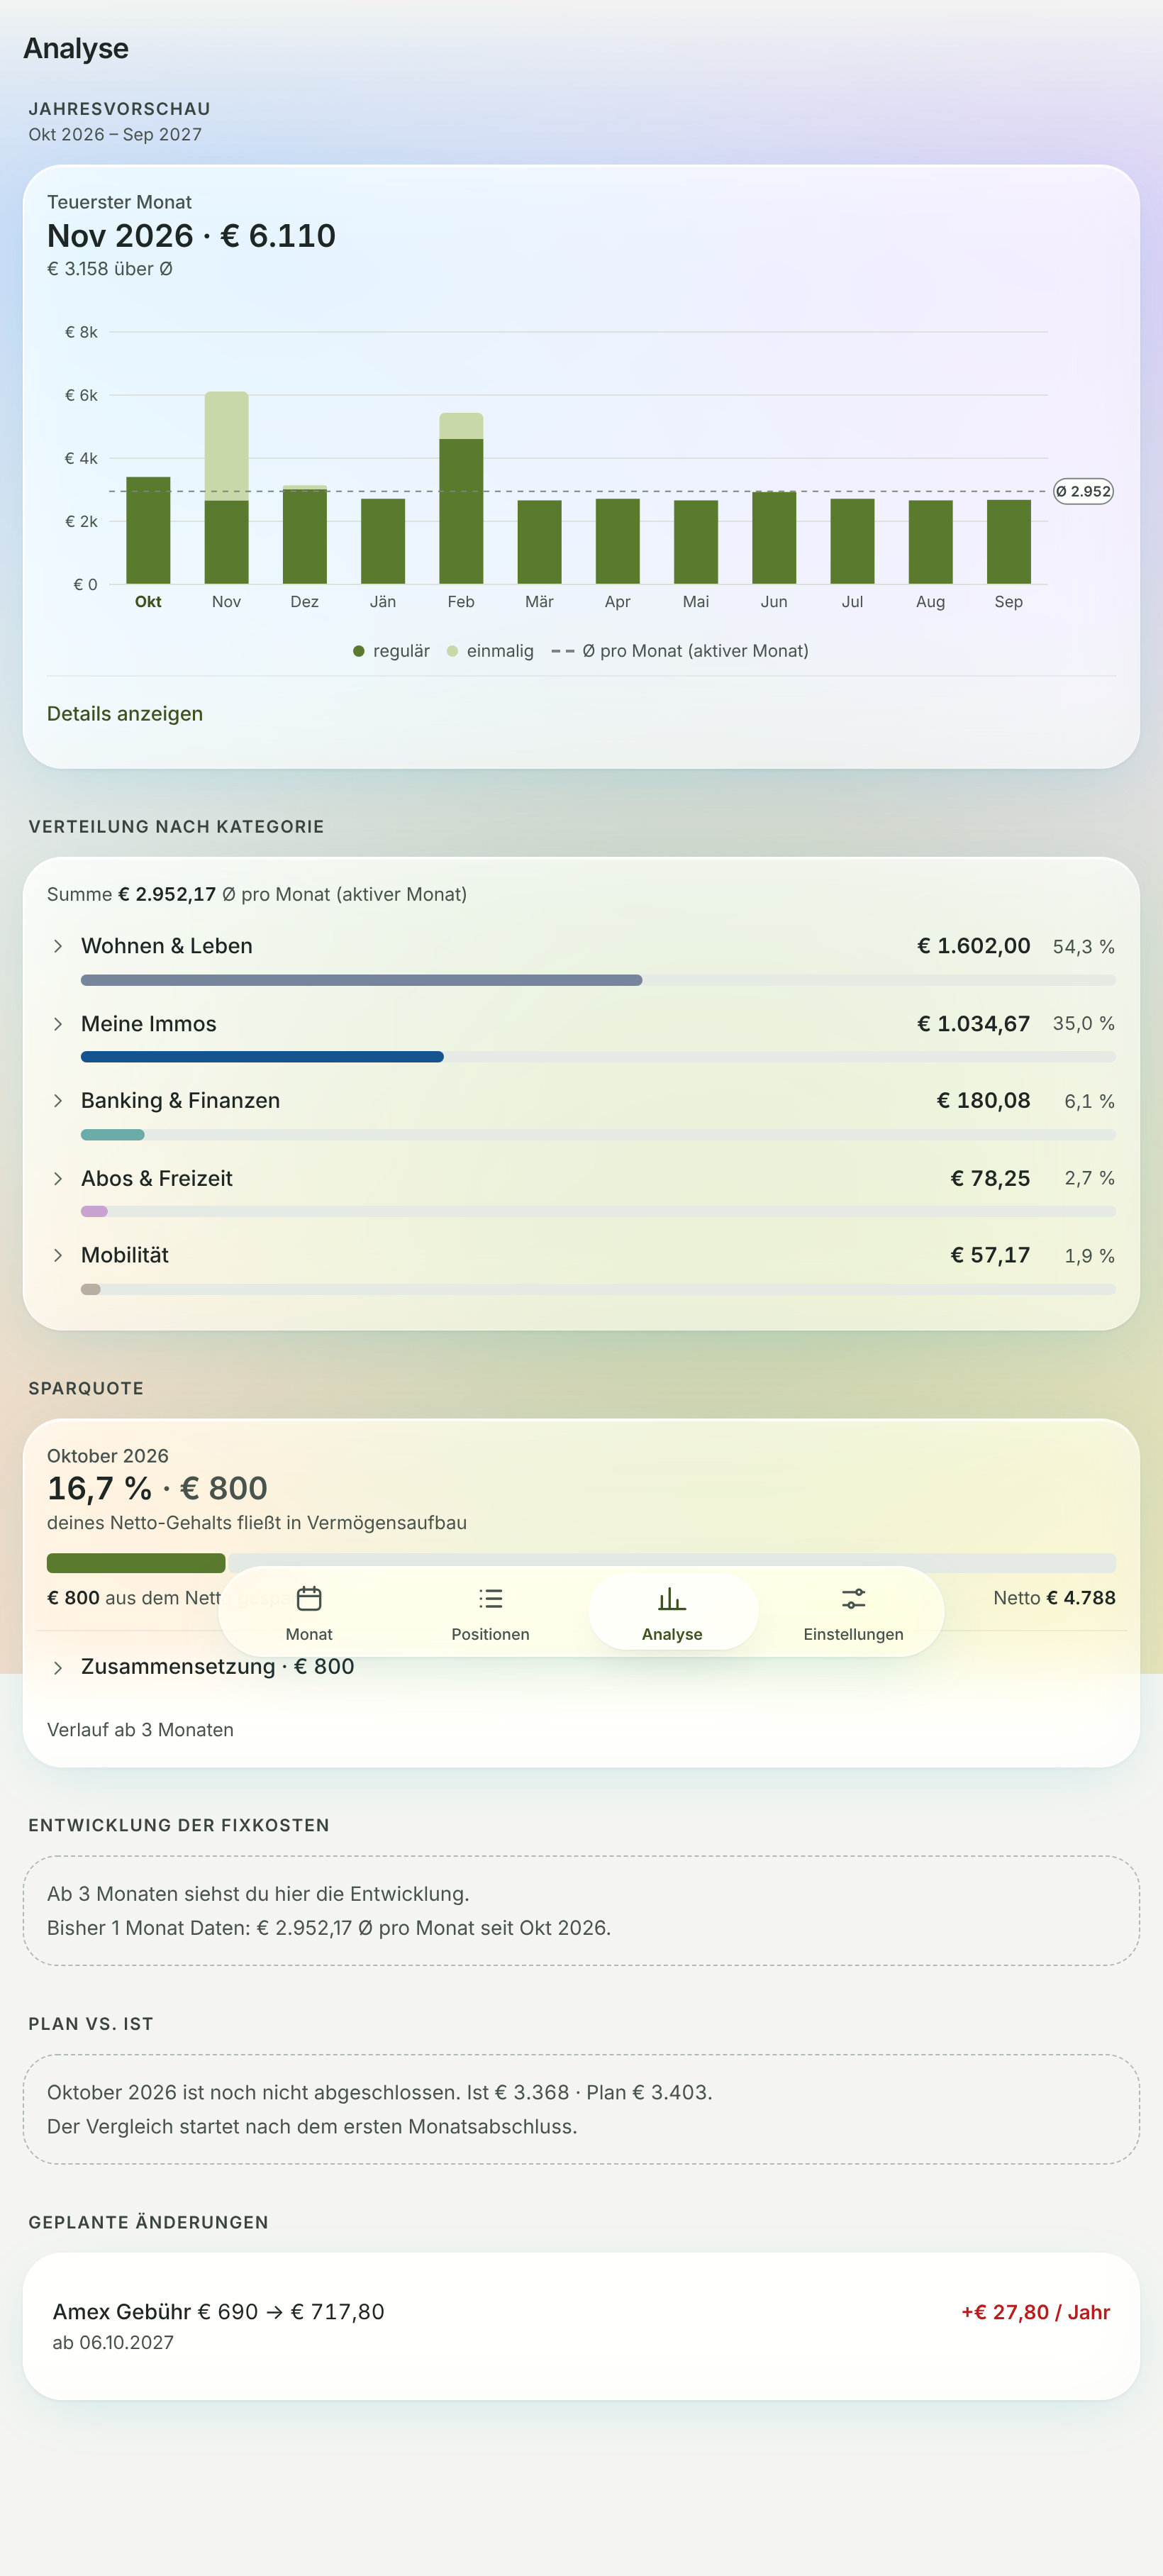 Analyse
JAHRESVORSCHAU
Okt 2026 – Sep 2027
Teuerster Monat
Nov 2026 · € 6.110
€ 3.158 über Ø
€ 8k
€ 6k
€ 4k
Ø 2.952
€ 2k
€ 0
Okt Nov Dez Jän Feb Mär Apr Mai Jun Jul Aug Sep
regulär einmalig Ø pro Monat (aktiver Monat)
Details anzeigen
VERTEILUNG NACH KATEGORIE
Summe € 2.952,17 Ø pro Monat (aktiver Monat)
Wohnen & Leben € 1.602,00 54,3 %
Meine Immos € 1.034,67 35,0 %
Banking & Finanzen € 180,08 6,1 %
Abos & Freizeit € 78,25 2,7 %
Mobilität € 57,17 1,9 %
SPARQUOTE
Oktober 2026
16,7 % · € 800
deines Netto-Gehalts fließt in Vermögensaufbau
€ 800 aus dem Netto Netto € 4.788
Monat Positionen Analyse Einstellungen
Zusammensetzung · € 800
Verlauf ab 3 Monaten
ENTWICKLUNG DER FIXKOSTEN
Ab 3 Monaten siehst du hier die Entwicklung.
Bisher 1 Monat Daten: € 2.952,17 Ø pro Monat seit Okt 2026.
PLAN VS. IST
Oktober 2026 ist noch nicht abgeschlossen. Ist € 3.368 · Plan € 3.403.
Der Vergleich startet nach dem ersten Monatsabschluss.
GEPLANTE ÄNDERUNGEN
Amex Gebühr € 690 → € 717,80 +€ 27,80 / Jahr
ab 06.10.2027